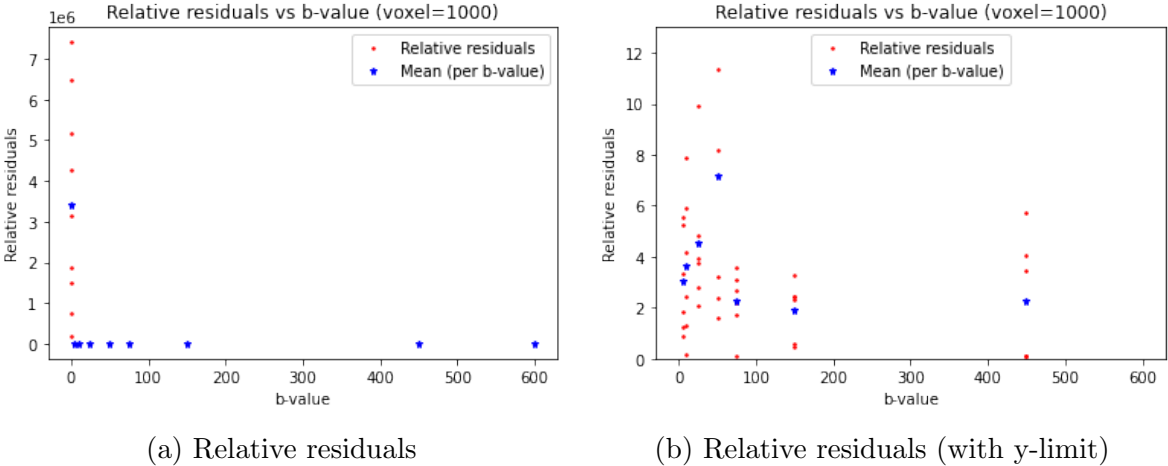 Relative residuals vs b-value (voxel=1000)
1e6
Relative residuals
Mean (per b-value)
7
6
5
4
3
2
1
0
Relative residuals
0 100 200 300 400 500 600
b-value
(a) Relative residuals
Relative residuals vs b-value (voxel=1000)
Relative residuals
Mean (per b-value)
12
10
8
6
4
2
0
Relative residuals
0 100 200 300 400 500 600
b-value
(b) Relative residuals (with y-limit)